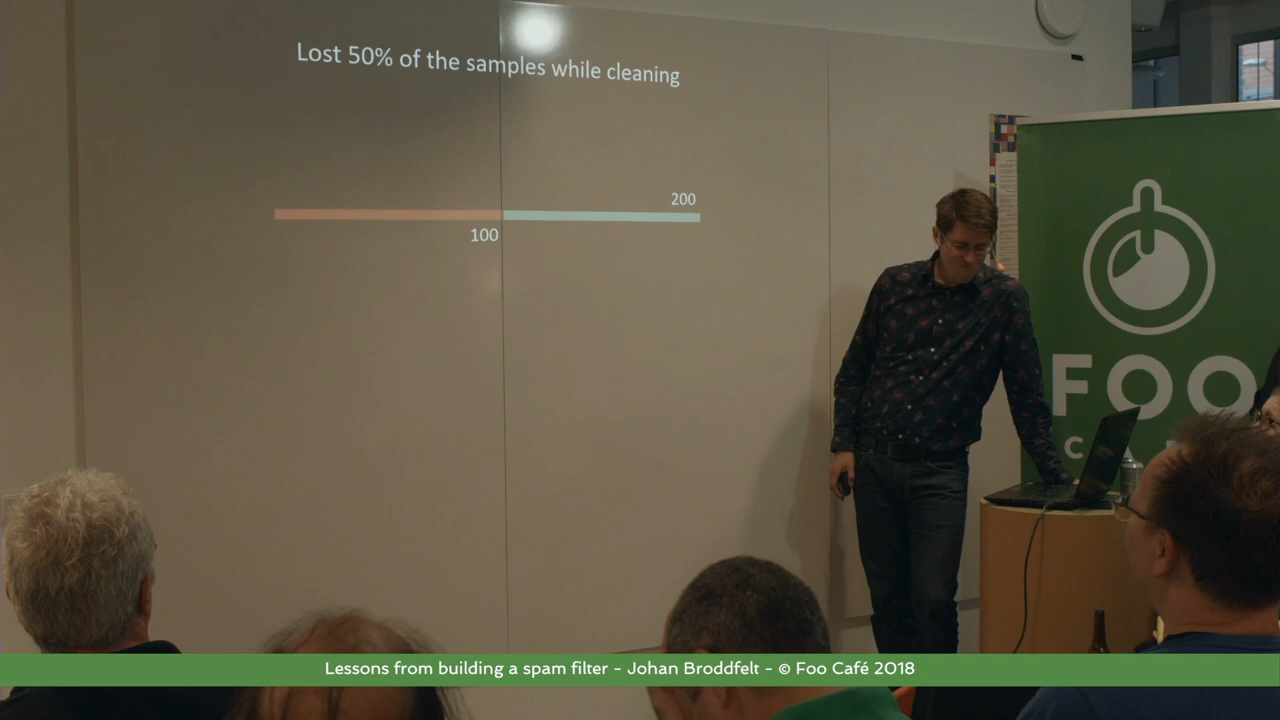 Lost 50% of the samples while cleaning
200
100
FOO
Lessons from building a spam filter - Johan Broddfelt - © Foo Café 2018